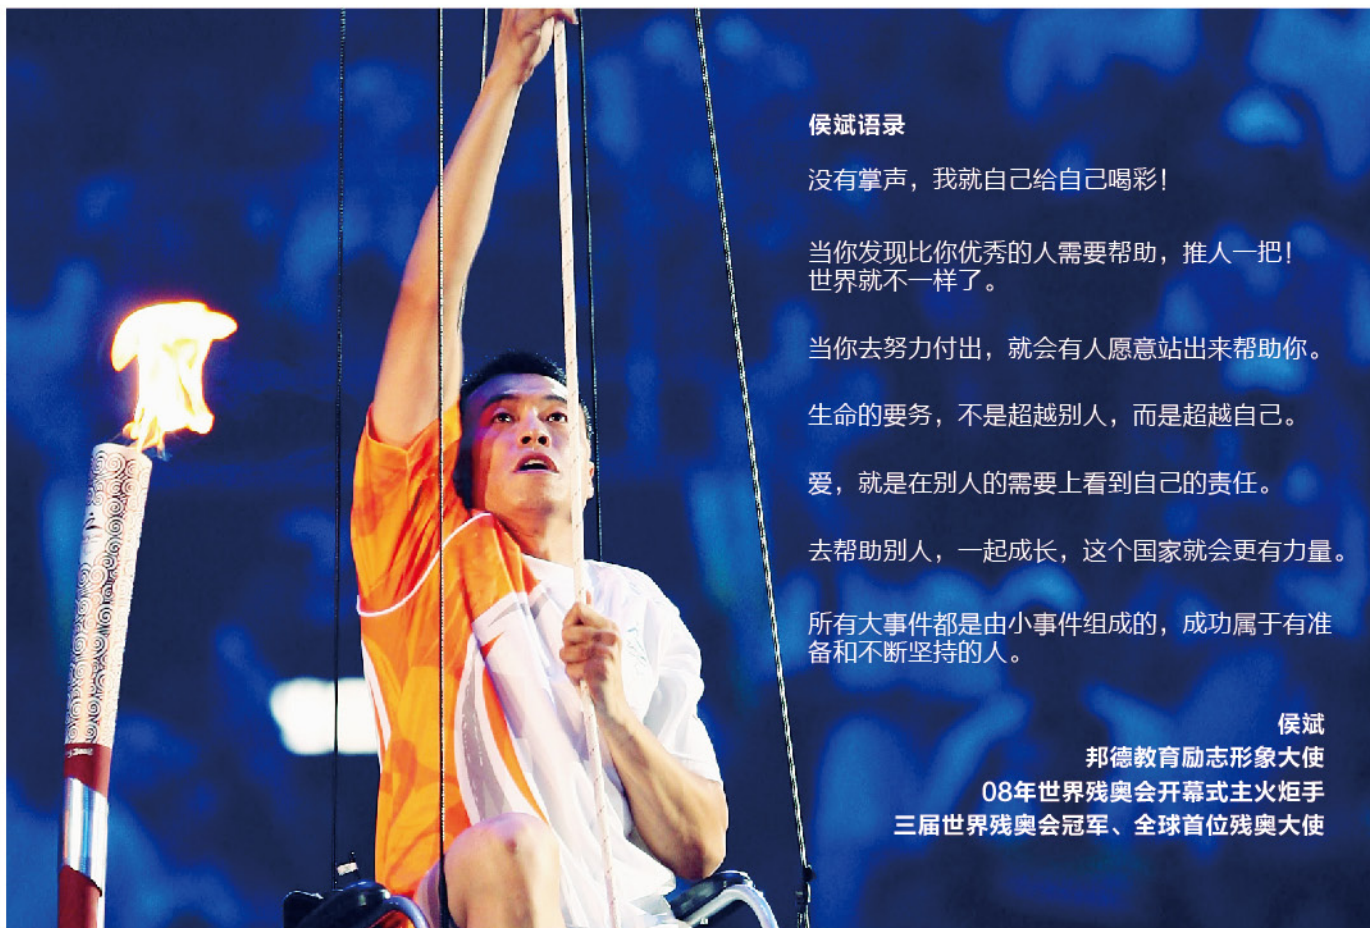 侯斌语录
没有掌声，我就自己给自己喝彩！
当你发现比你优秀的人需要帮助，推人一把！
世界就不一样了。
当你去努力付出，就会有人愿意站出来帮助你。
生命的要务，不是超越别人，而是超越自己。
爱，就是在别人的需要上看到自己的责任。
去帮助别人，一起成长，这个国家就会更有力量。
所有大事件都是由小事件组成的，成功属于有准
备和不断坚持的人。
侯斌
邦德教育励志形象大使
08年世界残奥会开幕式主火炬手
三届世界残奥会冠军、全球首位残奥大使